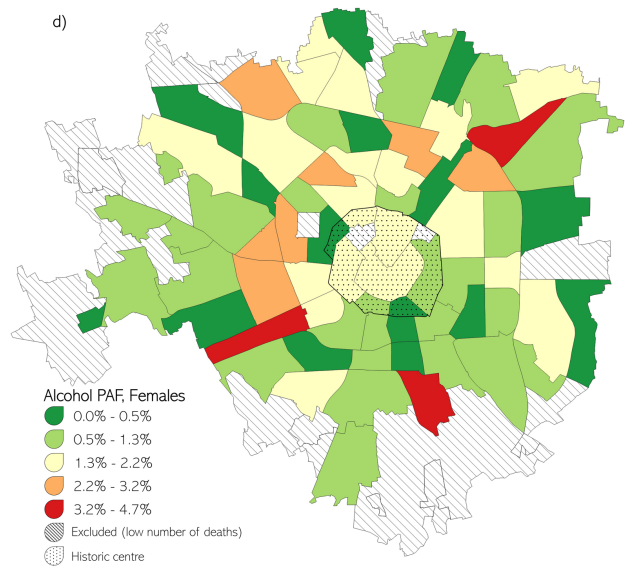 d)
Alcohol PAF, Females
0.0% - 0.5%
0.5% - 1.3%
1.3% - 2.2%
2.2% - 3.2%
3.2% - 4.7%
Excluded (low number of deaths)
Historic centre